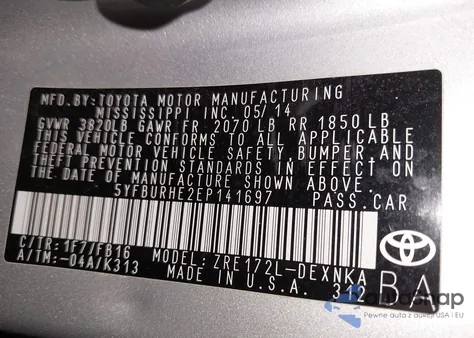 MFD.BY:TOYOTA MOTOR MANUFACTURING
MISSISSIPPI INC. 05/14
GVWR 3820LB GAWR FR 2070 LB RR 1850 LB
THIS VEHICLE CONFORMS TO ALL APPLICABLE
FEDERAL MOTOR VEHICLE SAFETY, BUMPER, AND
THEFT PREVENTION STANDARDS IN EFFECT ON
THE DATE OF MANUFACTURE SHOWN ABOVE.
5YFBURHE2EP141697 PASS.CAR
C/TR:1F7/FB16 MODEL:ZRE172L-DEXNKA
A/TM:-04A/K313 MADE IN U.S.A. 312 BA
Pewne auta z aukcji USA i EU